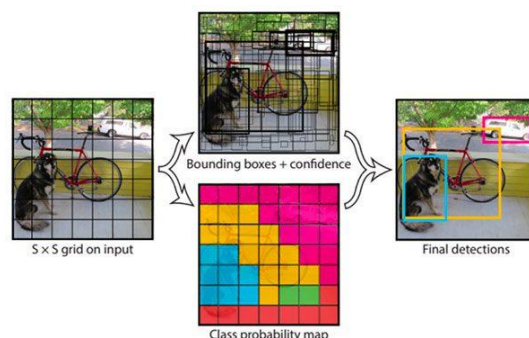 Bounding boxes + confidence
S × S grid on input
Final detections
Class probability map